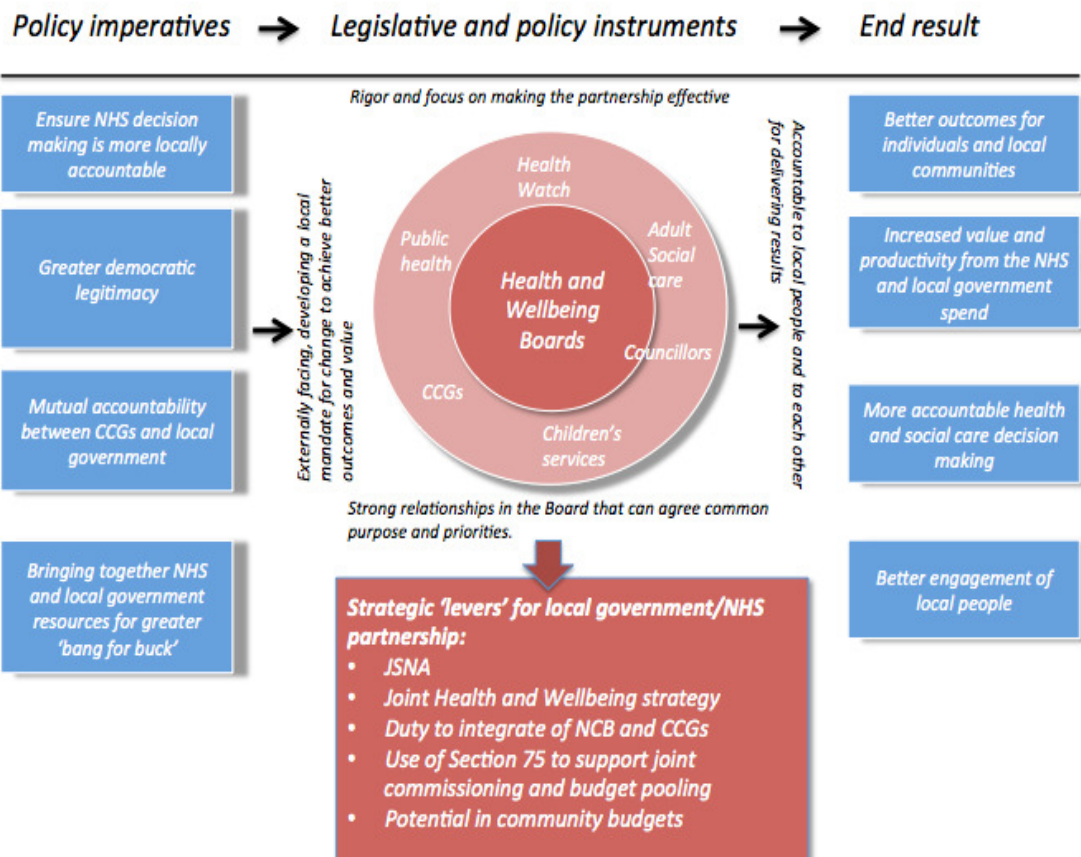 Policy imperatives → Legislative and policy instruments → End result
Ensure NHS decision
making is more locally
accountable
Greater democratic
legitimacy
Mutual accountability
between CCGs and local
government
Bringing together NHS
and local government
resources for greater
‘bang for buck’
Externally facing, developing a local
mandate for change to achieve better
outcomes and value
Rigor and focus on making the partnership effective
Health
Watch
Public
health
Adult
Social
care
Health and
Wellbeing
Boards
Councillors
CCGs
Children’s
services
Strong relationships in the Board that can agree common
purpose and priorities.
Strategic ‘levers’ for local government/NHS
partnership:
• JSNA
• Joint Health and Wellbeing strategy
• Duty to integrate of NCB and CCGs
• Use of Section 75 to support joint
commissioning and budget pooling
• Potential in community budgets
Accountable to local people and to each other
for delivering results
Better outcomes for
individuals and local
communities
Increased value and
productivity from the NHS
and local government
spend
More accountable health
and social care decision
making
Better engagement of
local people